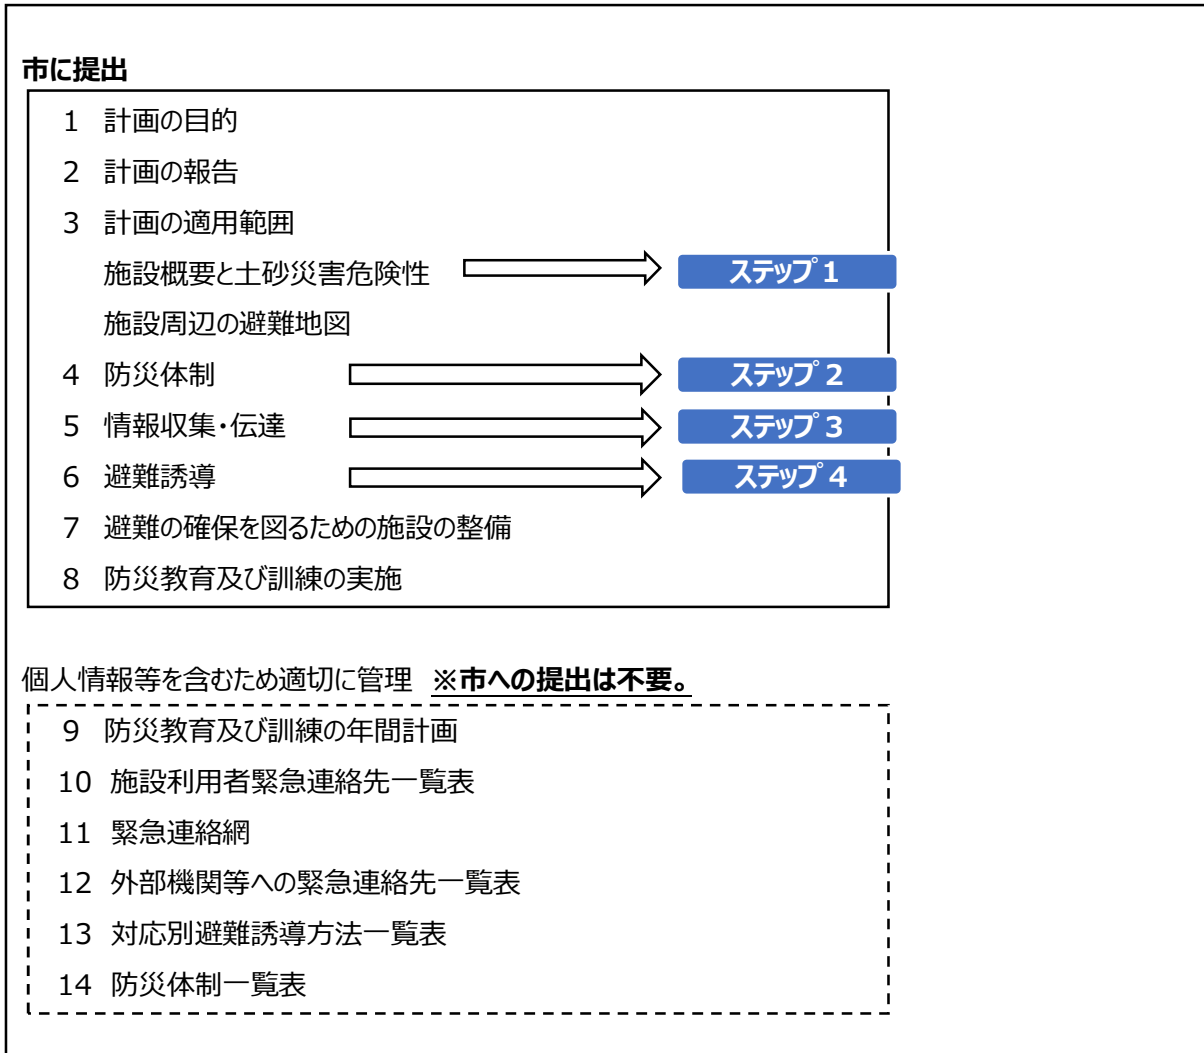 市に提出
1 計画の目的
2 計画の報告
3 計画の適用範囲
施設概要と土砂災害危険性 ステップ 1
施設周辺の避難地図
4 防災体制 ステップ 2
5 情報収集・伝達 ステップ 3
6 避難誘導 ステップ 4
7 避難の確保を図るための施設の整備
8 防災教育及び訓練の実施
個人情報等を含むため適切に管理 ※市への提出は不要。
9 防災教育及び訓練の年間計画
10 施設利用者緊急連絡先一覧表
11 緊急連絡網
12 外部機関等への緊急連絡先一覧表
13 対応別避難誘導方法一覧表
14 防災体制一覧表